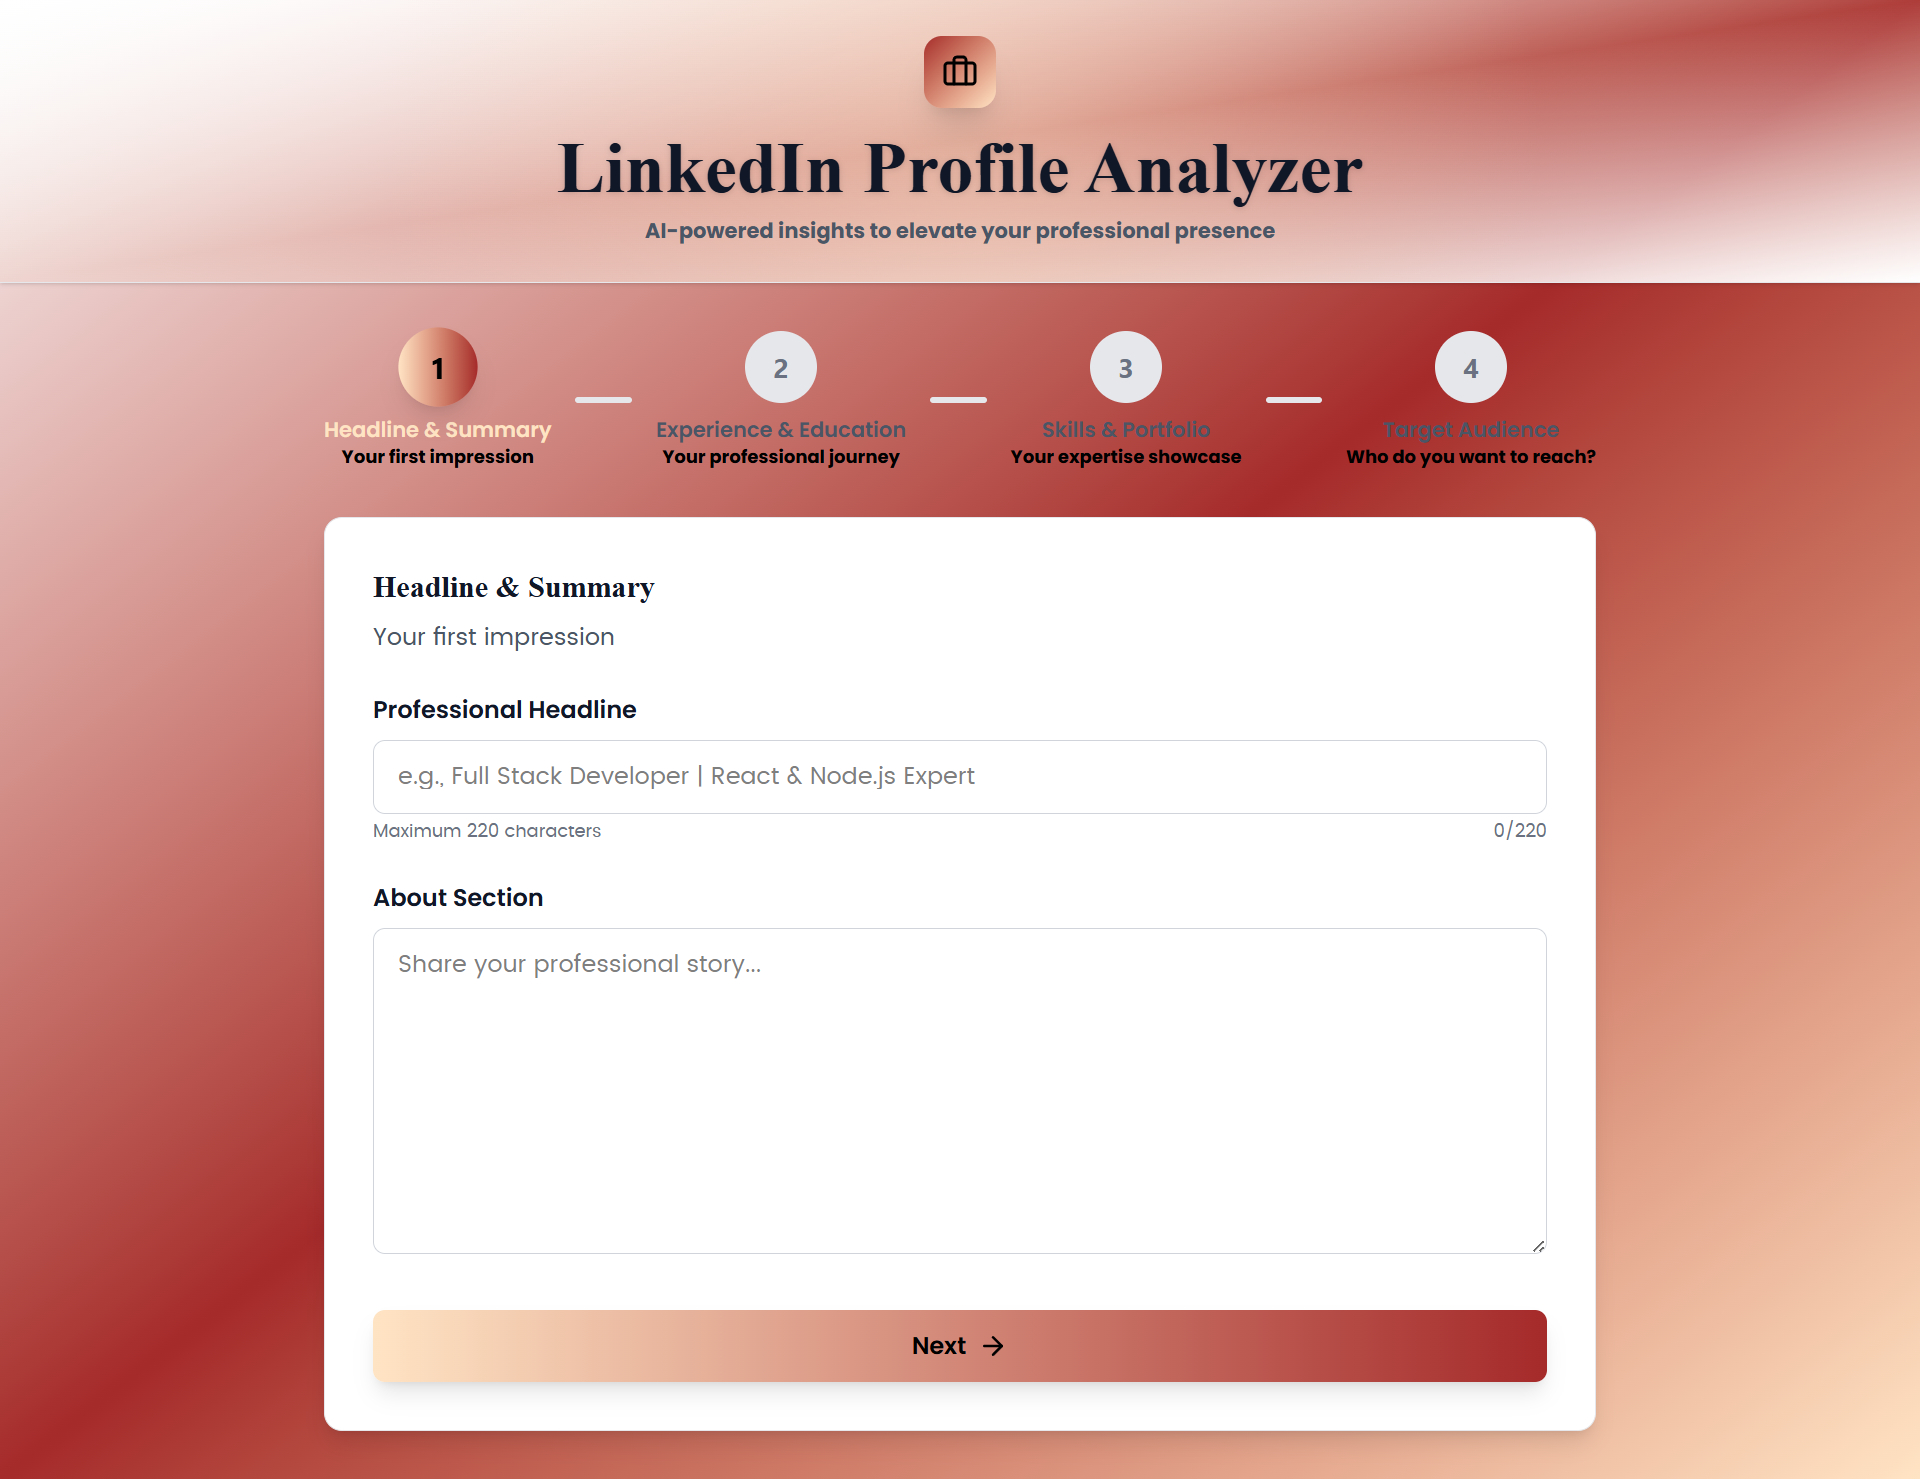 LinkedIn Profile Analyzer
AI-powered insights to elevate your professional presence
1
Headline & Summary
Your first impression
2
Experience & Education
Your professional journey
3
Skills & Portfolio
Your expertise showcase
4
Target Audience
Who do you want to reach?
Headline & Summary
Your first impression
Professional Headline
e.g., Full Stack Developer | React & Node.js Expert
Maximum 220 characters
0/220
About Section
Share your professional story...
Next